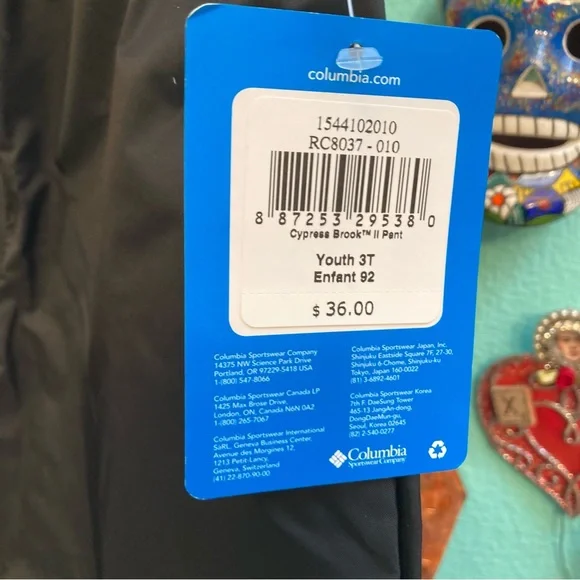 columbia.com
1544102010
RC8037 - 010
8 87253 29538 0
Cypress Brook™ II Pant
Youth 3T
Enfant 92
$ 36.00
Columbia Sportswear Company
14375 NW Science Park Drive
Portland, OR 97229-5418 USA
1-(800) 547-8066
Columbia Sportswear Canada LP
1425 Max Brose Drive,
London, ON, Canada N6N 0A2
1-(800) 265-7067
Columbia Sportswear International
SàRL, Geneva Business Center,
Avenue des Morgines 12,
1213 Petit-Lancy,
Geneva, Switzerland
(41) 22-870-90-00
Columbia Sportswear Japan, Inc.
Shinjuku Eastside Square 7F, 27-30,
Shinjuku 6 Chome, Shinjuku-ku
Tokyo, Japan 160-0022
(81) 3-6892-4601
Columbia Sportswear Korea
7th F. DaeSung Tower
465-13 JangAn-dong,
DongDaeMun-gu,
Seoul, Korea 02645
(82) 2-540-0277
Columbia
Sportswear Company